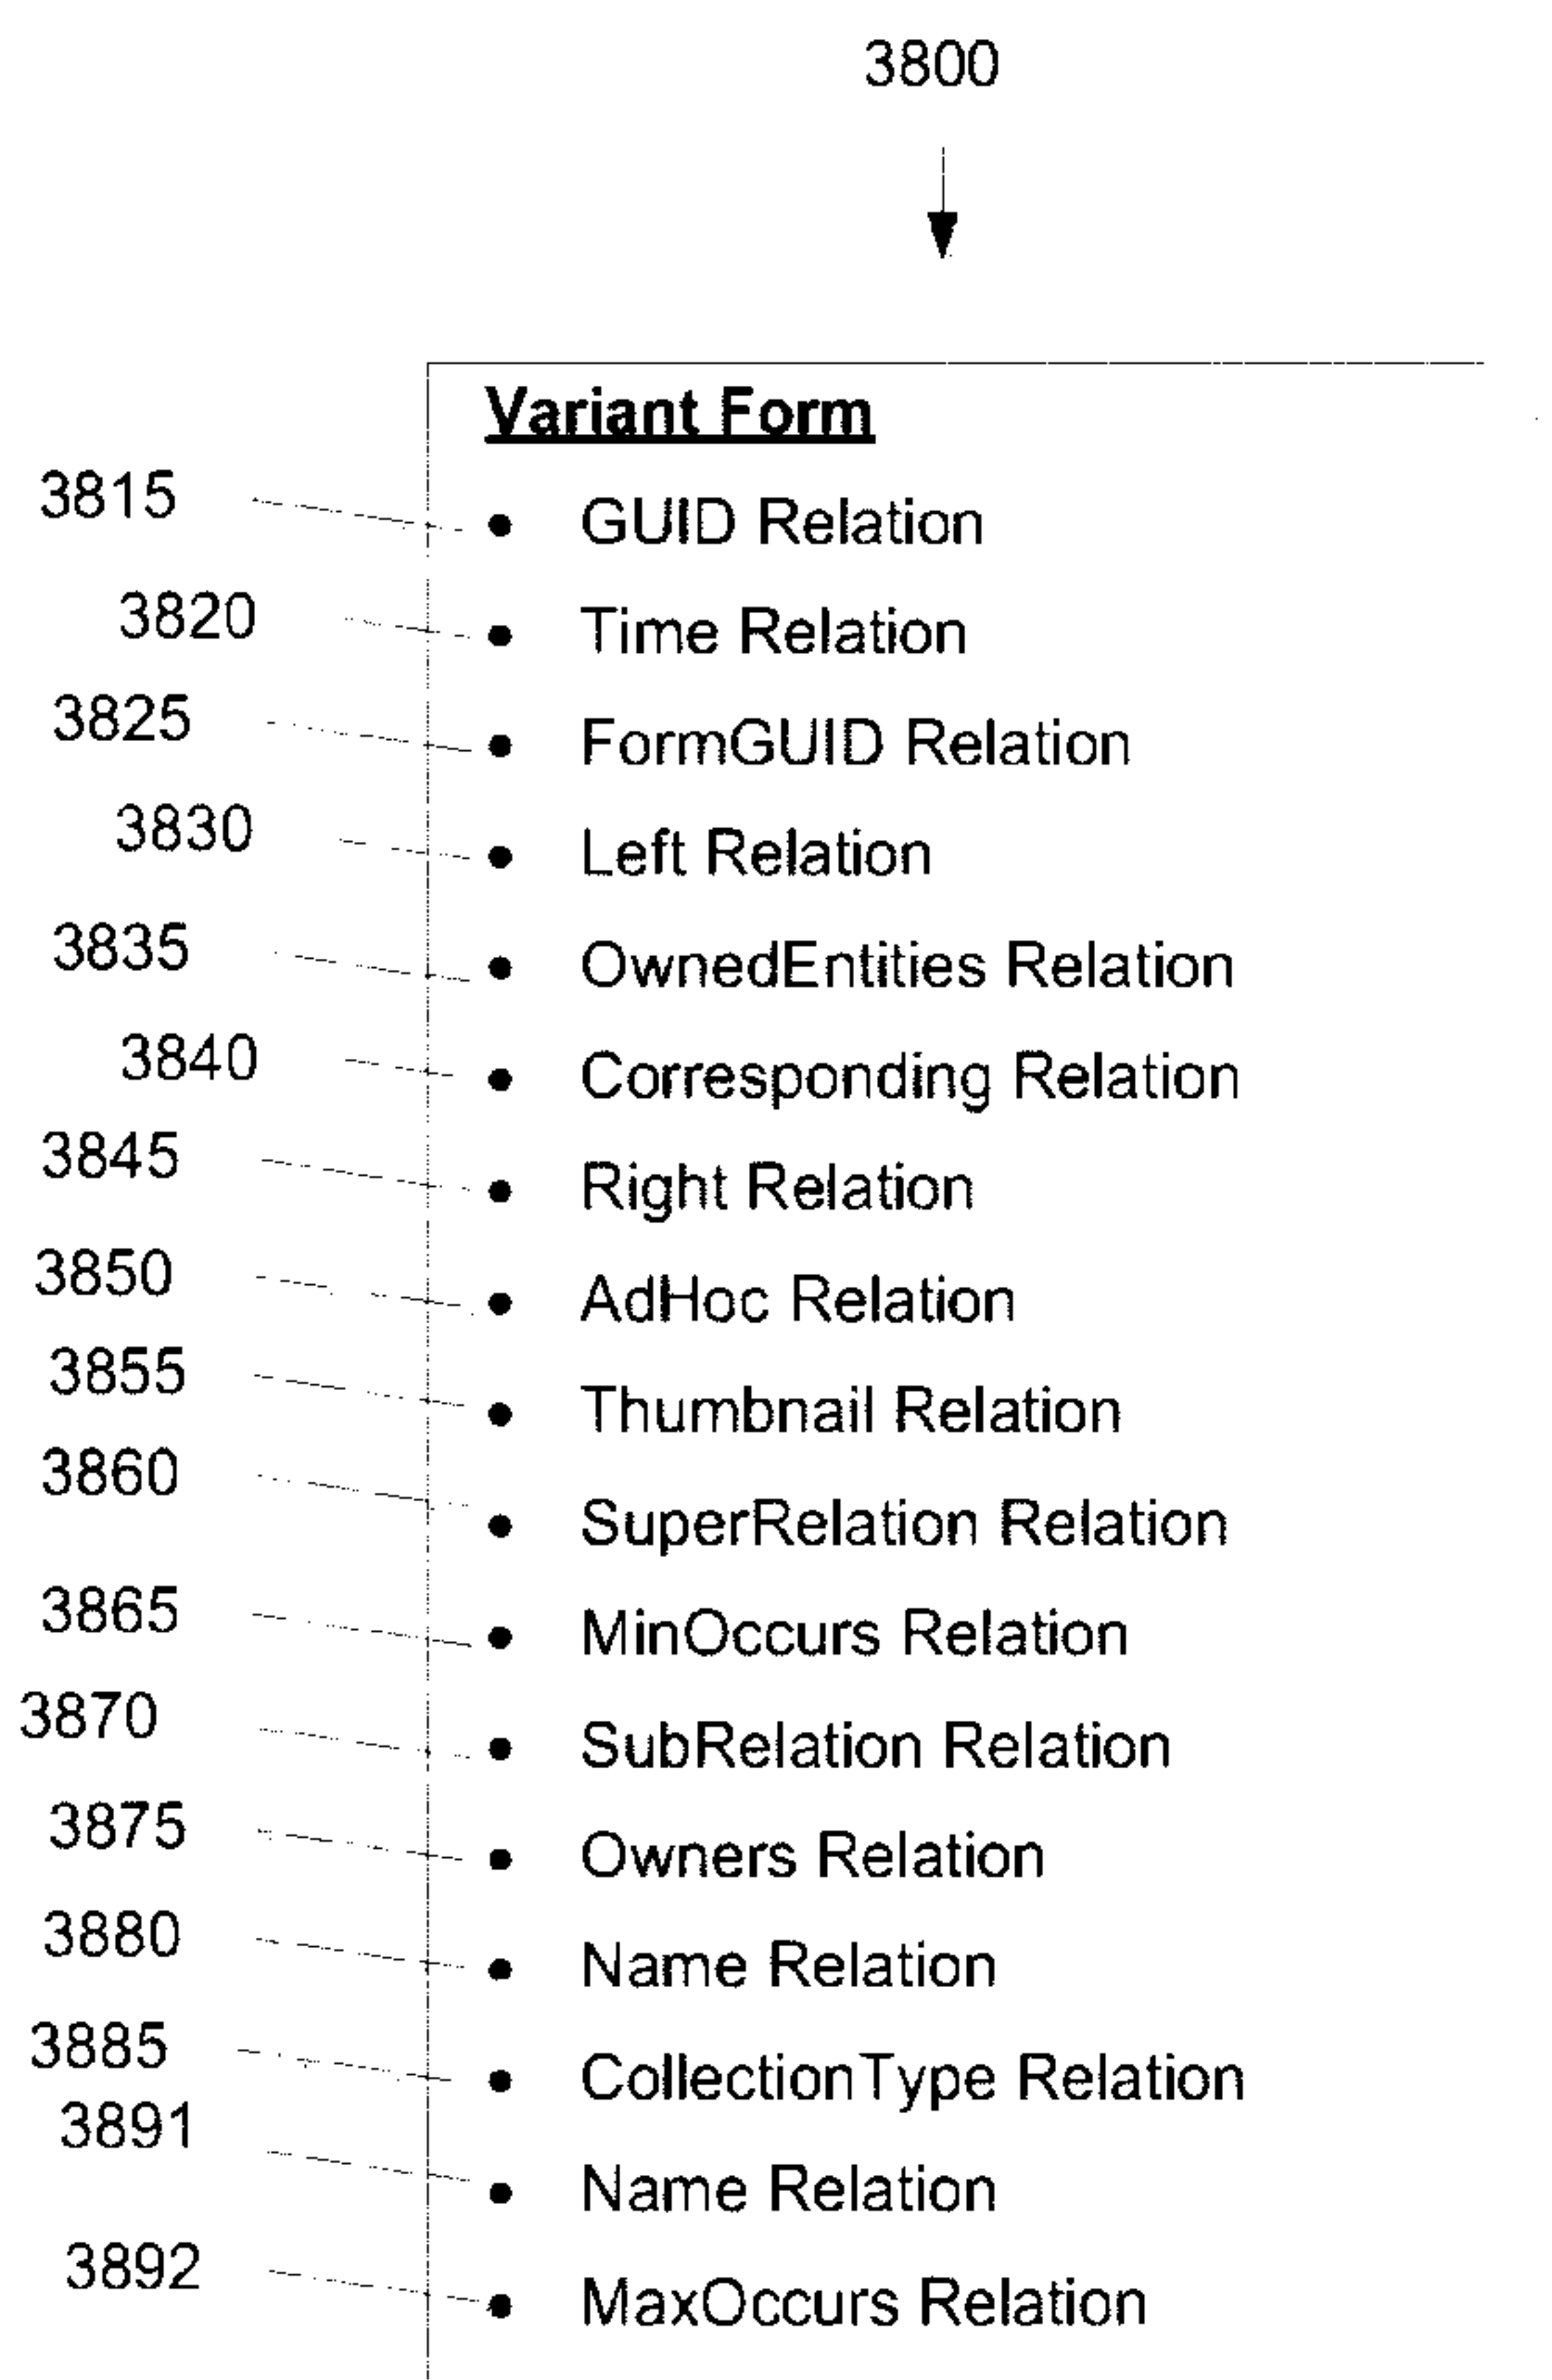 3800
Variant Form
3815 • GUID Relation
3820 • Time Relation
3825 • FormGUID Relation
3830 • Left Relation
3835 • OwnedEntities Relation
3840 • Corresponding Relation
3845 • Right Relation
3850 • AdHoc Relation
3855 • Thumbnail Relation
3860 • SuperRelation Relation
3865 • MinOccurs Relation
3870 • SubRelation Relation
3875 • Owners Relation
3880 • Name Relation
3885 • CollectionType Relation
3891 • Name Relation
3892 • MaxOccurs Relation